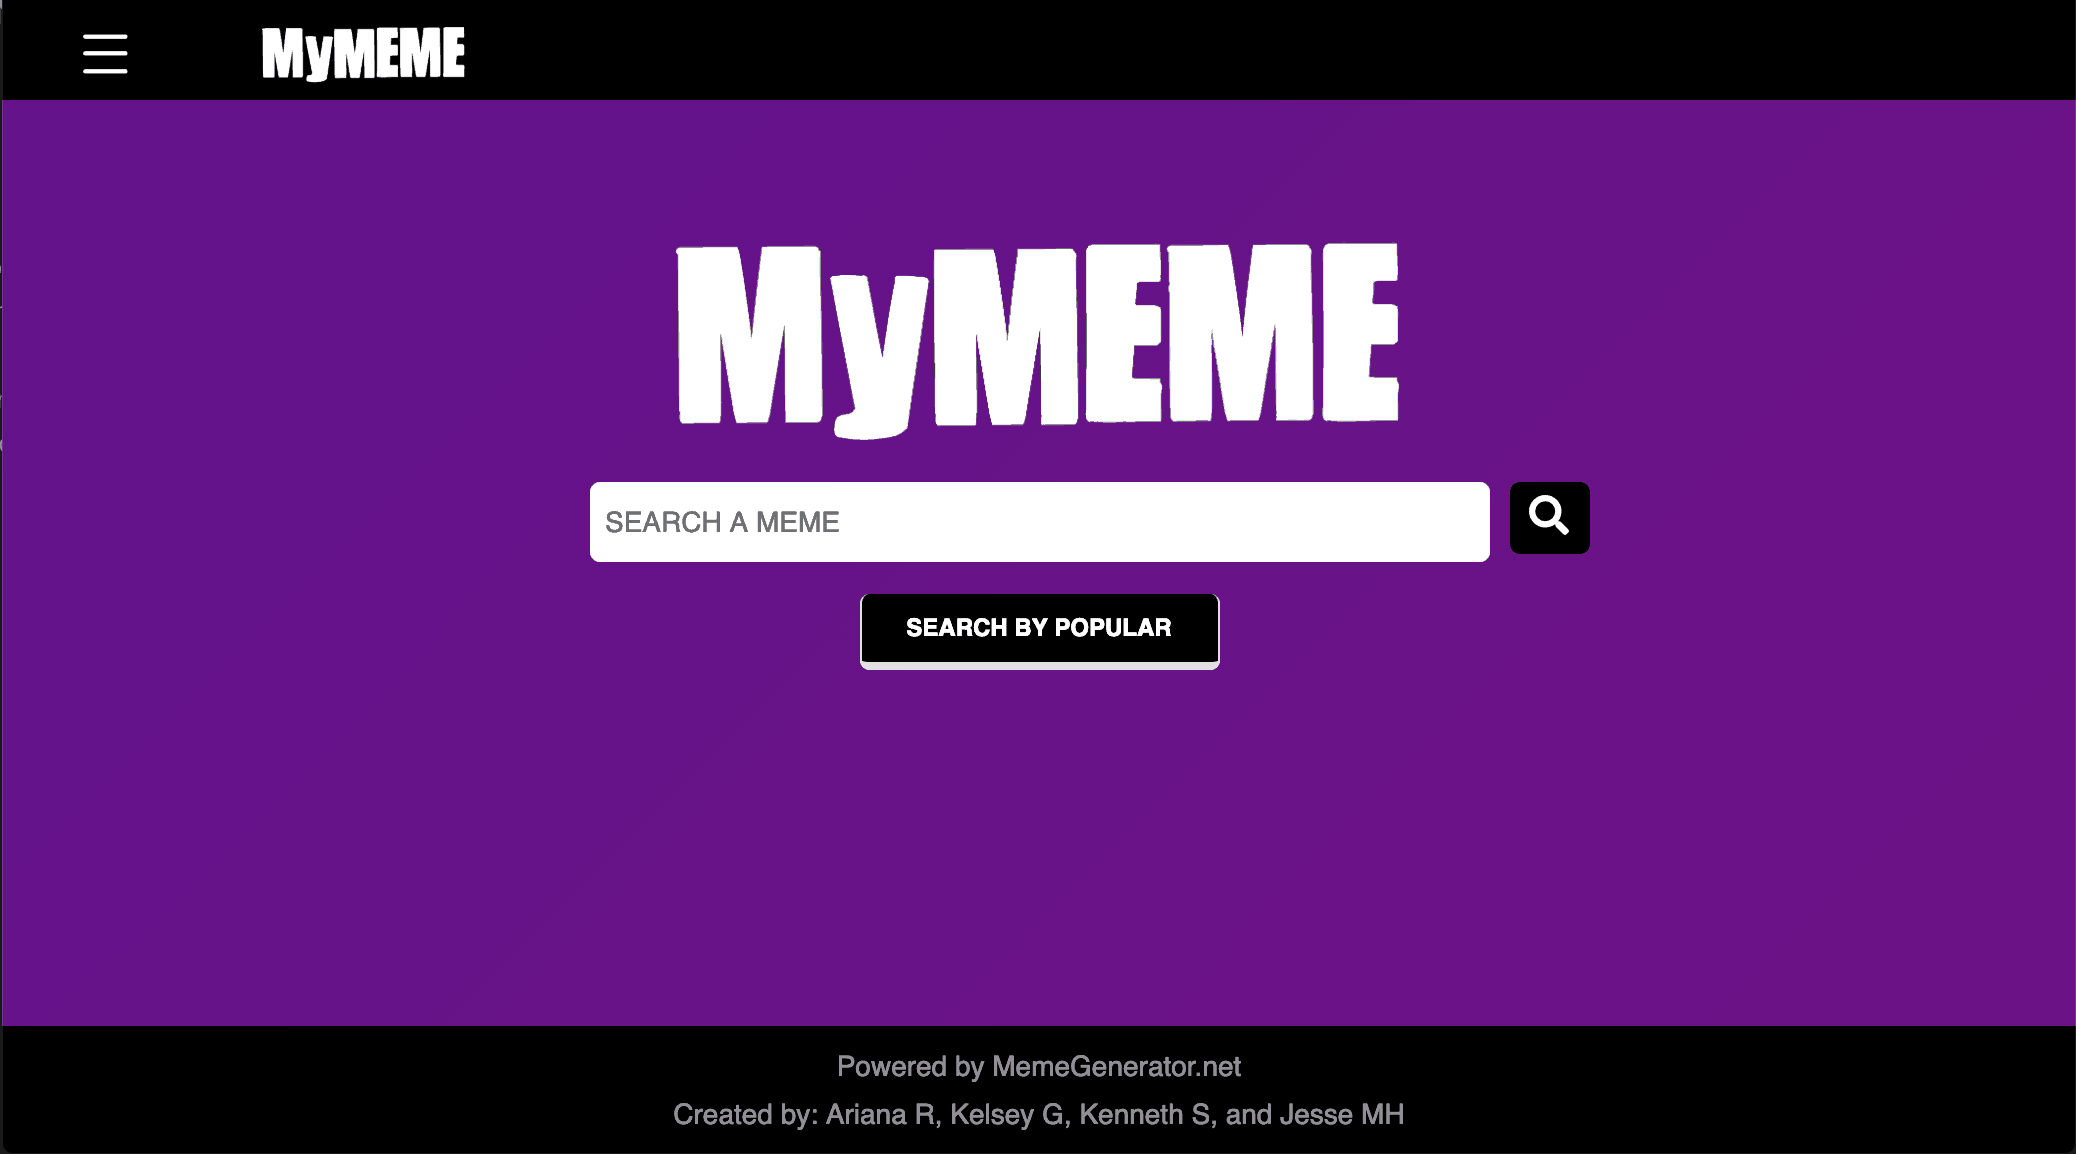 MyMEME
MyMEME
SEARCH A MEME
SEARCH BY POPULAR
Powered by MemeGenerator.net
Created by: Ariana R, Kelsey G, Kenneth S, and Jesse MH